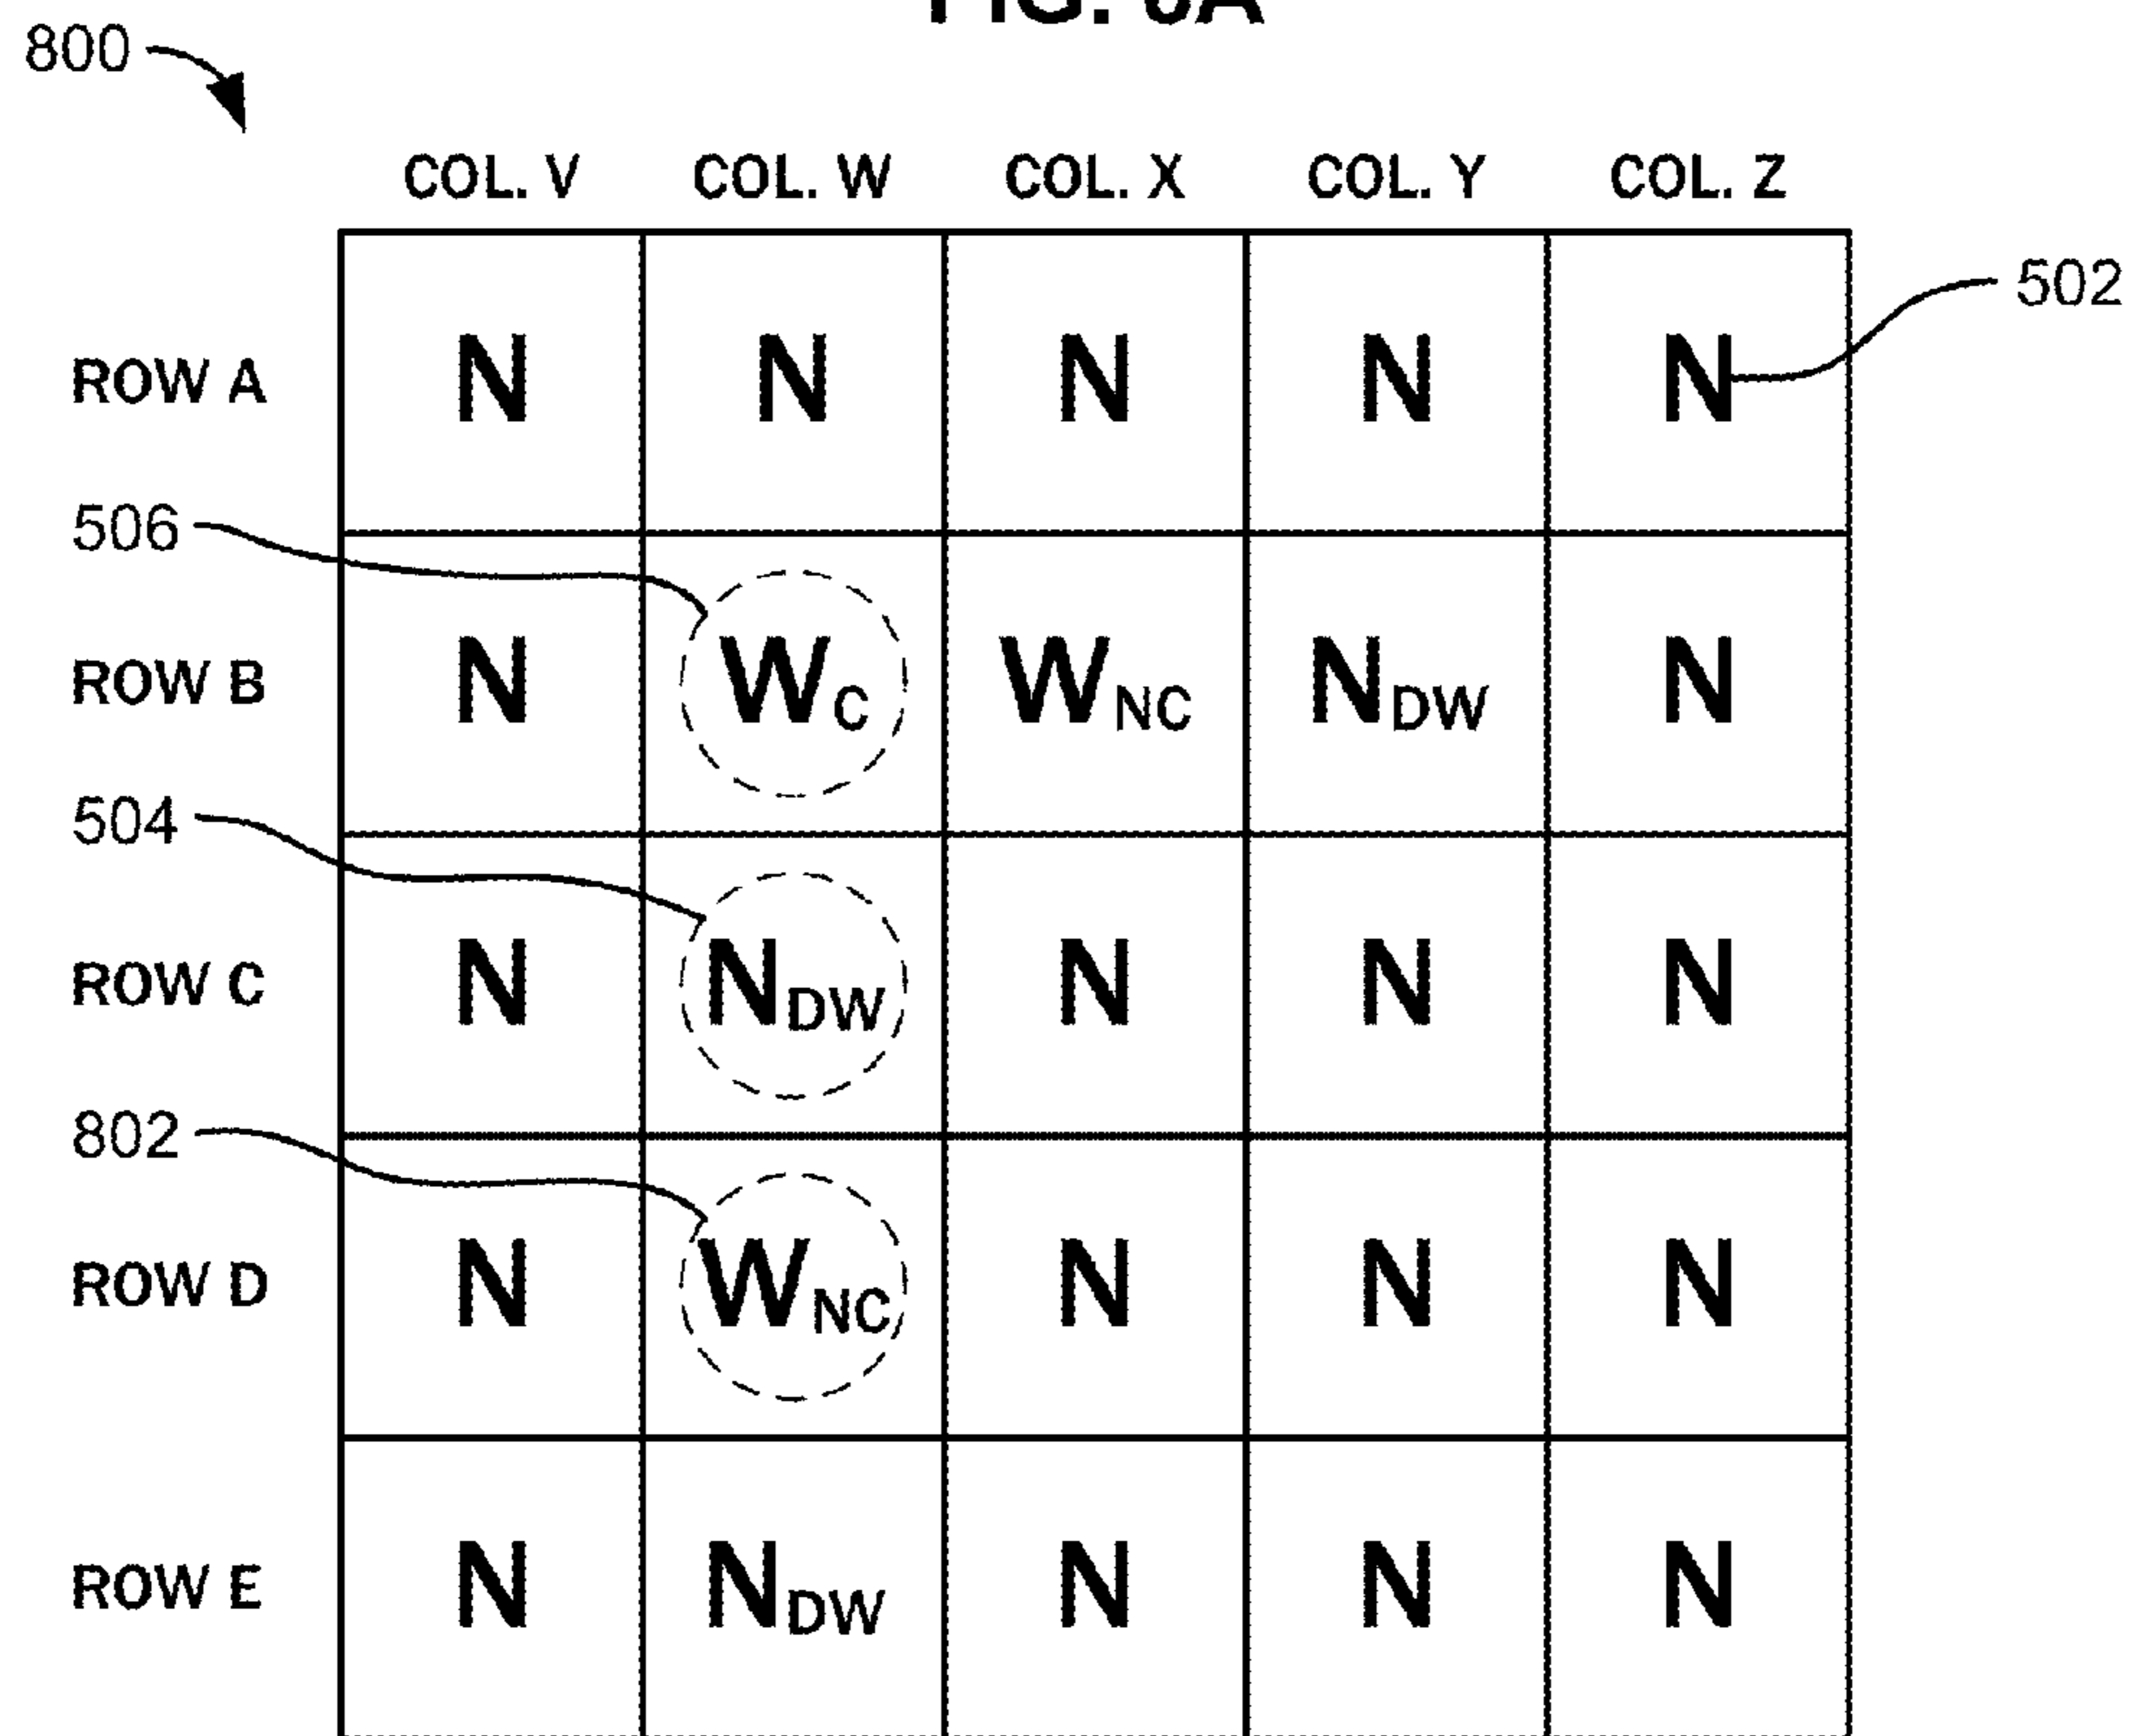 800
COL. V COL. W COL. X COL. Y COL. Z
502
ROW A N N N N N
506
ROW B N WC WNC NDW N
504
ROW C N NDW N N N
802
ROW D N WNC N N N
ROW E N NDW N N N